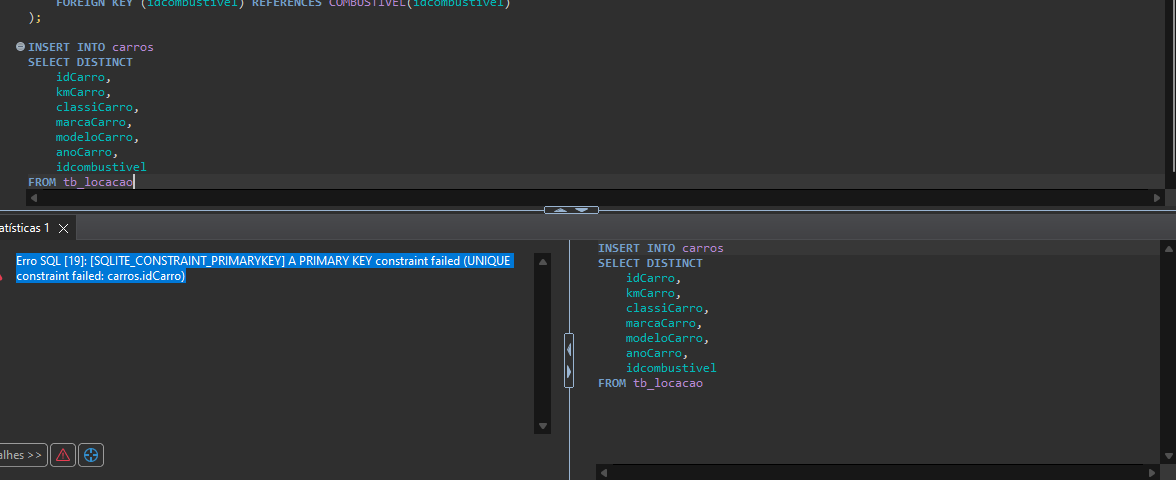 FOREIGN KEY (idcombustivel) REFERENCES COMBUSTIVEL(idcombustivel)
);
INSERT INTO carros
SELECT DISTINCT
idCarro,
kmCarro,
classiCarro,
marcaCarro,
modeloCarro,
anoCarro,
idcombustivel
FROM tb_locacao
atísticas 1
Erro SQL [19]: [SQLITE_CONSTRAINT_PRIMARYKEY] A PRIMARY KEY constraint failed (UNIQUE
constraint failed: carros.idCarro)
alhes >>
INSERT INTO carros
SELECT DISTINCT
idCarro,
kmCarro,
classiCarro,
marcaCarro,
modeloCarro,
anoCarro,
idcombustivel
FROM tb_locacao